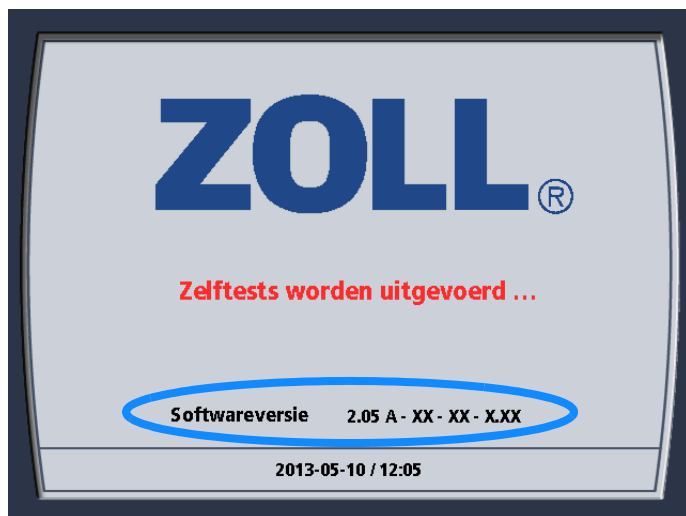 ZOLL®
Zelftests worden uitgevoerd ...
Softwareversie 2.05 A - XX - XX - X.XX
2013-05-10 / 12:05